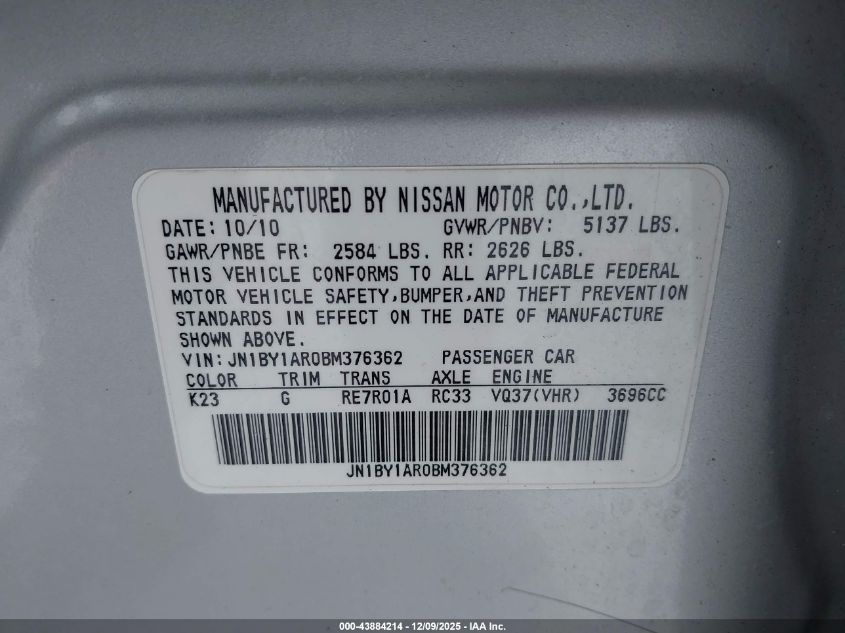 MANUFACTURED BY NISSAN MOTOR CO.,LTD.
DATE: 10/10 GVWR/PNBV: 5137 LBS.
GAWR/PNBE FR: 2584 LBS. RR: 2626 LBS.
THIS VEHICLE CONFORMS TO ALL APPLICABLE FEDERAL
MOTOR VEHICLE SAFETY,BUMPER,AND THEFT PREVENTION
STANDARDS IN EFFECT ON THE DATE OF MANUFACTURE
SHOWN ABOVE.
VIN: JN1BY1AR0BM376362 PASSENGER CAR
COLOR TRIM TRANS AXLE ENGINE
K23 G RE7R01A RC33 VQ37(VHR) 3696CC
JN1BY1AR0BM376362
000-43884214 - 12/09/2025 - IAA Inc.